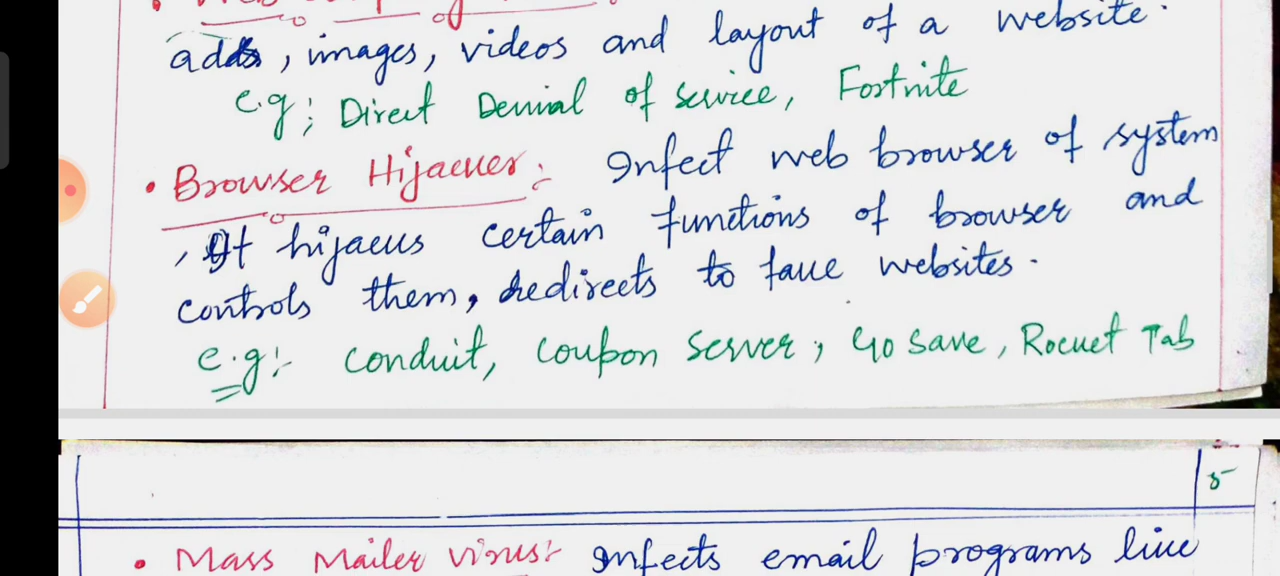 adds, images, videos and layout of a website.
e.g; Direct Denial of service, Fortnite
• Browser Hijacker:- Infect web browser of system
, It hijacks certain functions of browser and
controls them, redirects to fake websites.
e.g:- Conduit, Coupon server, Go save, Rocket Tab
5
• Mass Mailer virus:- Infects email programs like